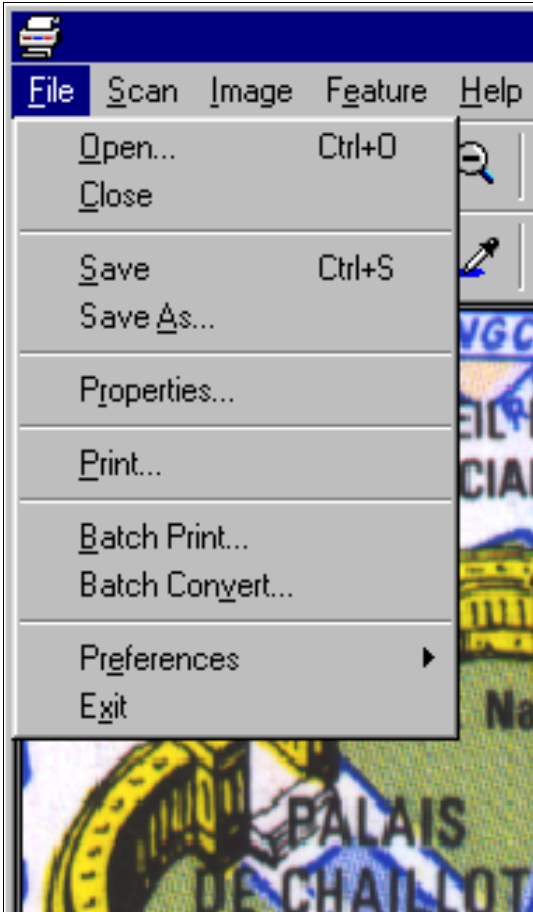 File Scan Image Feature Help
Open... Ctrl+O
Close
Save Ctrl+S
Save As...
Properties...
Print...
Batch Print...
Batch Convert...
Preferences
Exit
Na
PALAIS
DE CHAILLOT